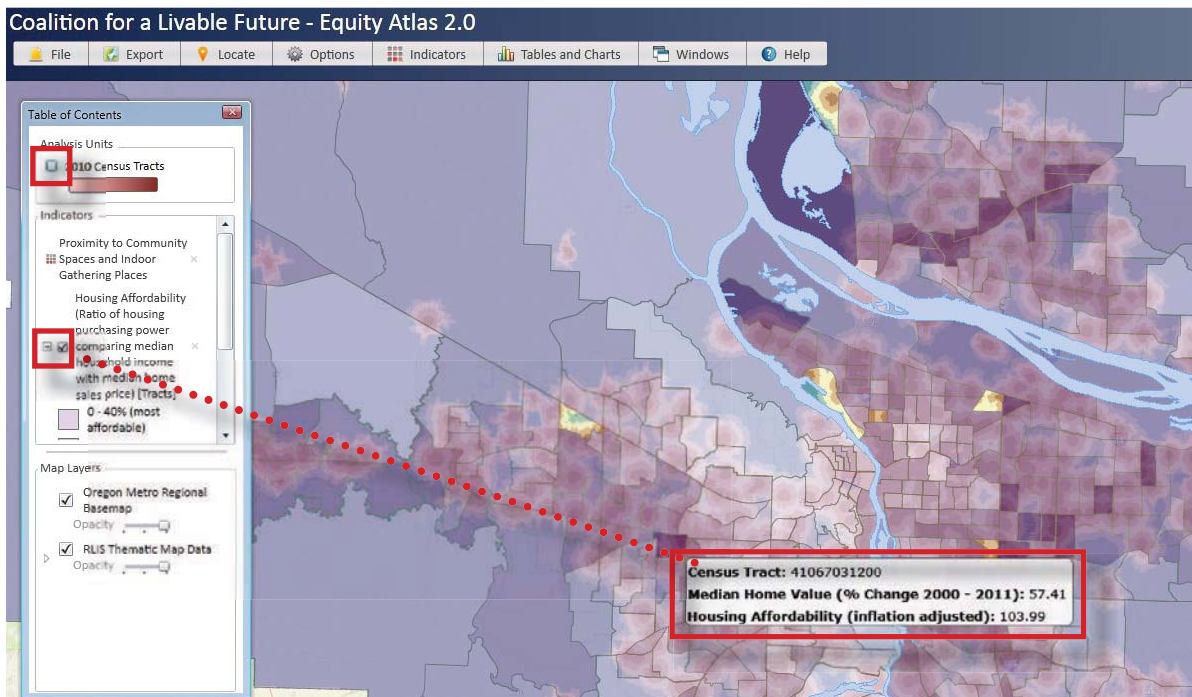 Coalition for a Livable Future - Equity Atlas 2.0
File Export Locate Options Indicators Tables and Charts Windows Help
Table of Contents
Analysis Units
2010 Census Tracts
Indicators
Proximity to Community
Spaces and Indoor
Gathering Places
Housing Affordability
(Ratio of housing
purchasing power
comparing median
household income
with median home
sales price) [Tracts]
0 - 40% (most
affordable)
Map Layers
Oregon Metro Regional
Basemap
Opacity
RLIS Thematic Map Data
Opacity
Census Tract: 41067031200
Median Home Value (% Change 2000 - 2011): 57.41
Housing Affordability (inflation adjusted): 103.99